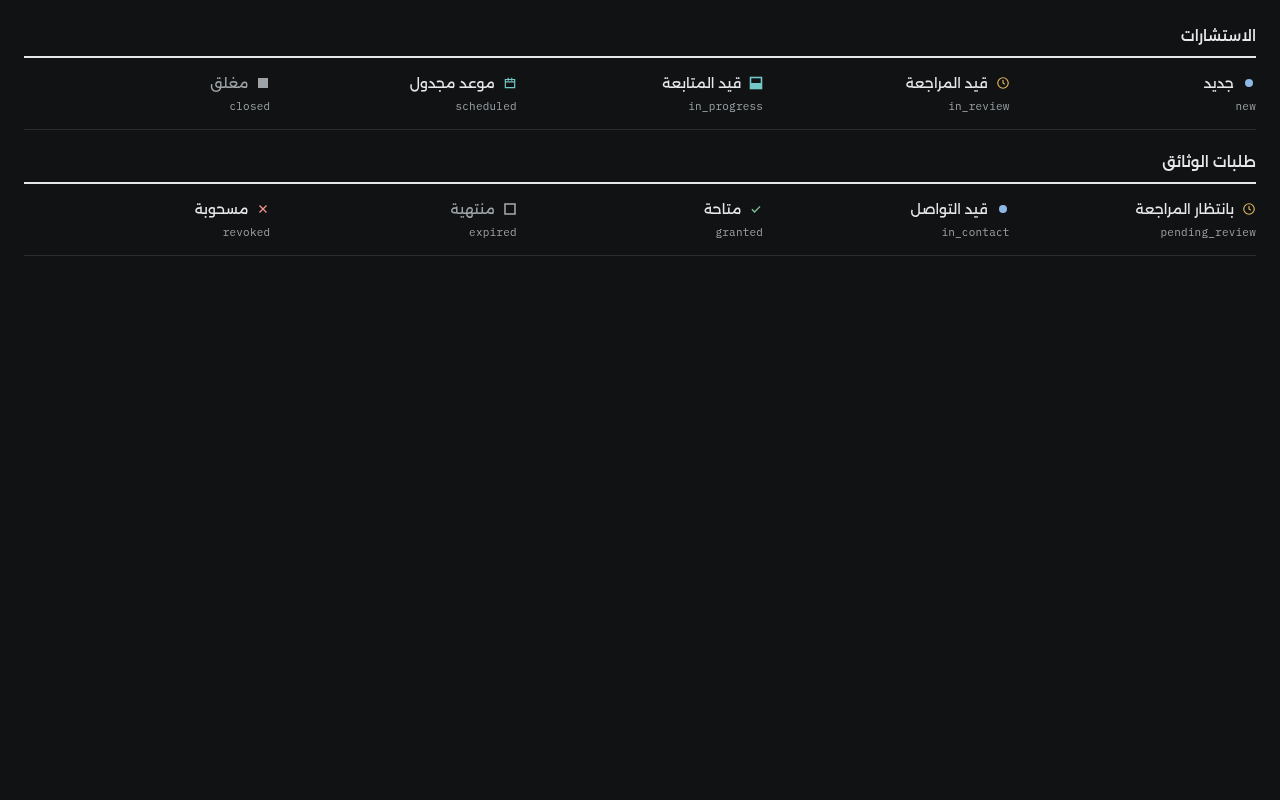 الاستشارات
جديد قيد المراجعة قيد المتابعة موعد مجدول مغلق
new in_review in_progress scheduled closed
طلبات الوثائق
بانتظار المراجعة قيد التواصل متاحة منتهية مسحوبة
pending_review in_contact granted expired revoked